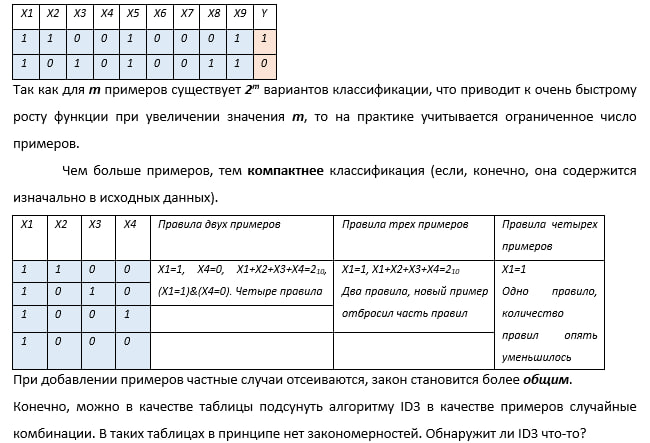 X1 X2 X3 X4 X5 X6 X7 X8 X9 Y
1 1 0 0 1 0 0 0 1 1
1 0 1 0 1 0 0 1 1 0
Так как для m примеров существует 2ᵐ вариантов классификации, что приводит к очень быстрому
росту функции при увеличении значения m, то на практике учитывается ограниченное число
примеров.
Чем больше примеров, тем компактнее классификация (если, конечно, она содержится
изначально в исходных данных).
X1 X2 X3 X4 Правила двух примеров Правила трех примеров Правила четырех
примеров
1 1 0 0 X1=1, X4=0, X1+X2+X3+X4=2₁₀, X1=1, X1+X2+X3+X4=2₁₀ X1=1
1 0 1 0 (X1=1)&(X4=0). Четыре правила Два правила, новый пример Одно правило,
1 0 0 1 отбросил часть правил количество
правил опять
1 0 0 0 уменьшилось
При добавлении примеров частные случаи отсеиваются, закон становится более общим.
Конечно, можно в качестве таблицы подсунуть алгоритму ID3 в качестве примеров случайные
комбинации. В таких таблицах в принципе нет закономерностей. Обнаружит ли ID3 что-то?